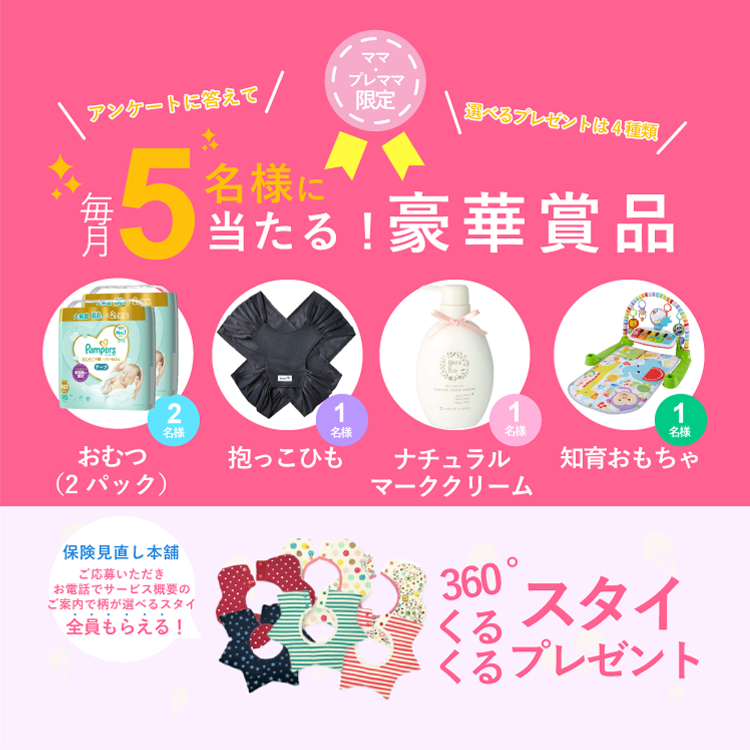 ママ
・
プレママ
限定
アンケートに答えて
選べるプレゼントは4種類
毎月5名様に
当たる！豪華賞品
Pampers
2
名様
1
名様
1
名様
1
名様
おむつ
（2パック）
抱っこひも
ナチュラル
マーククリーム
知育おもちゃ
保険見直し本舗
ご応募いただき
お電話でサービス概要の
ご案内で柄が選べるスタイ
全員もらえる！
360°
くるくる
スタイ
プレゼント